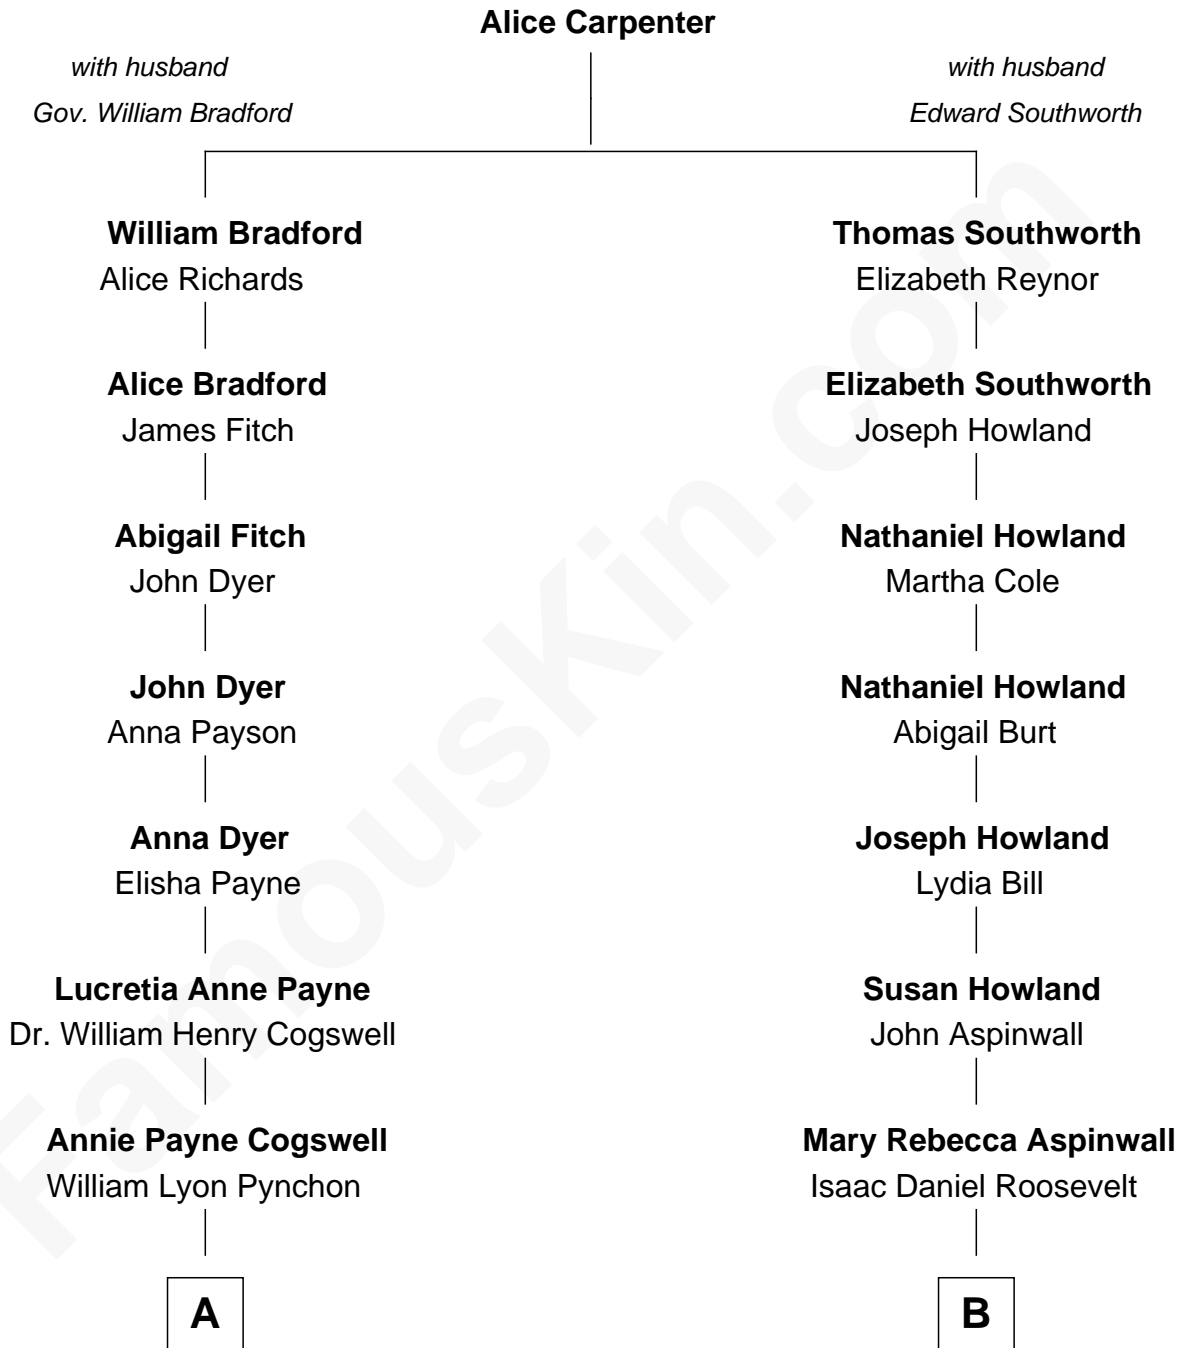 Alice Carpenter
with husband
Gov. William Bradford
with husband
Edward Southworth
William Bradford
Alice Richards
Thomas Southworth
Elizabeth Reynor
Alice Bradford
James Fitch
Elizabeth Southworth
Joseph Howland
Abigail Fitch
John Dyer
Nathaniel Howland
Martha Cole
John Dyer
Anna Payson
Nathaniel Howland
Abigail Burt
Anna Dyer
Elisha Payne
Joseph Howland
Lydia Bill
Lucretia Anne Payne
Dr. William Henry Cogswell
Susan Howland
John Aspinwall
Annie Payne Cogswell
William Lyon Pynchon
Mary Rebecca Aspinwall
Isaac Daniel Roosevelt
A
B
FamousKin.com